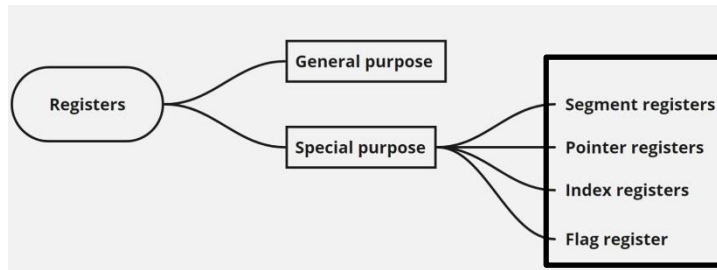 Registers
General purpose
Special purpose
Segment registers
Pointer registers
Index registers
Flag register